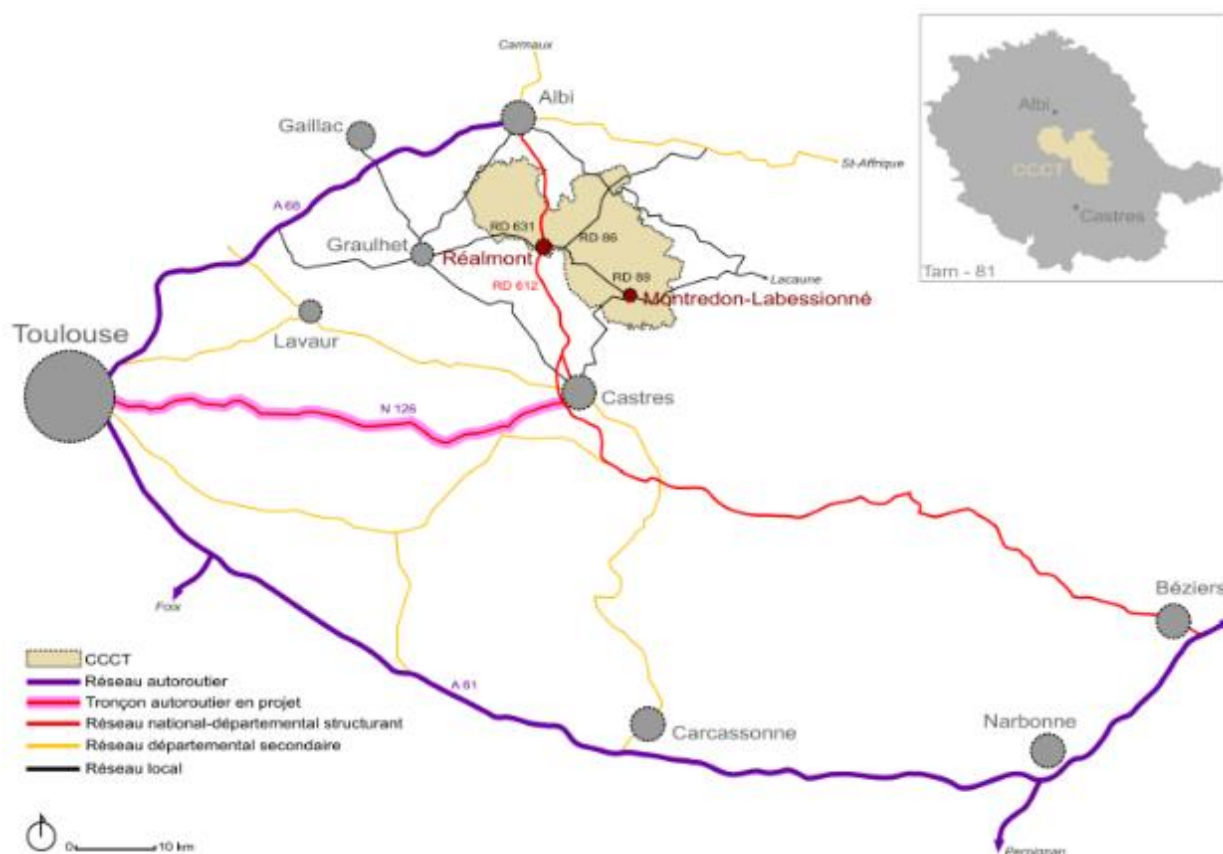 Carmaux
Albi
Gaillac
St-Affrique
A 68
RD 631
RD 86
Graulhet
Réalmont
RD 89
Lacaune
RD 612
Montredon-Labessionné
Toulouse
Lavaur
Castres
N 126
Foix
Béziers
A 61
Carcassonne
Narbonne
Perpignan
Albi
CCCT
Castres
Tarn - 81
CCCT
Réseau autoroutier
Tronçon autoroutier en projet
Réseau national-départemental structurant
Réseau départemental secondaire
Réseau local
0 10 km